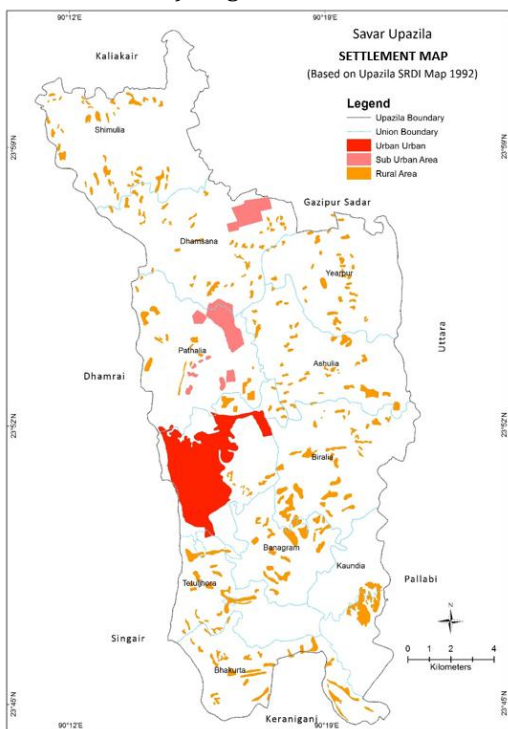 90°12'E
90°19'E
Savar Upazila
SETTLEMENT MAP
(Based on Upazila SRDI Map 1992)
Kaliakair
Legend
Upazila Boundary
Union Boundary
Urban Urban
Sub Urban Area
Rural Area
Shimulia
23°59'N
23°59'N
Gazipur Sadar
Dhamsana
Yearpur
Uttara
Pathalia
Ashulia
Dhamrai
23°52'N
23°52'N
Biralia
Banagram
Kaundia
Pallabi
Tetuljhora
N
Singair
0 1 2 4
Kilometers
Bhakurta
23°45'N
23°45'N
Keraniganj
90°12'E
90°19'E